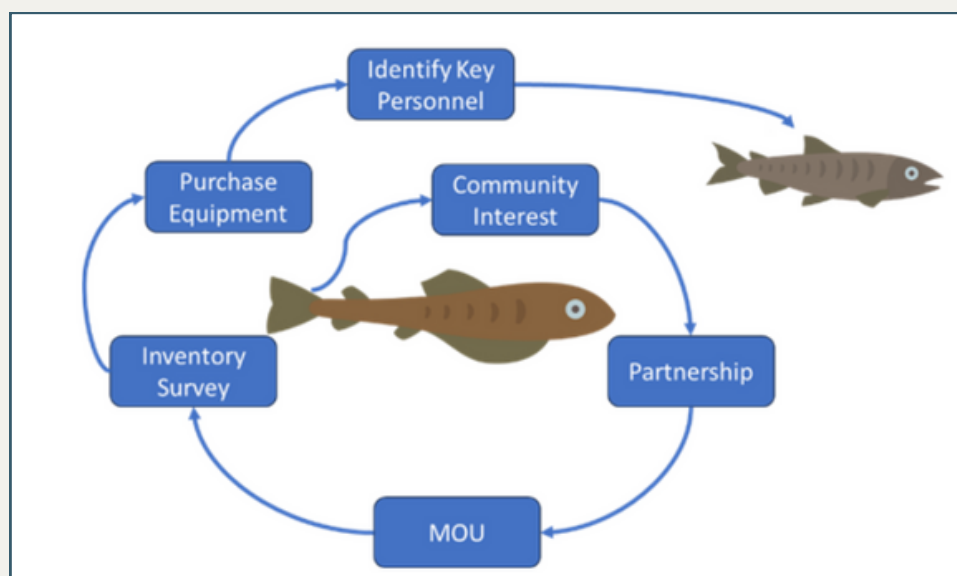 Identify Key
Personnel
Purchase
Equipment
Community
Interest
Inventory
Survey
Partnership
MOU